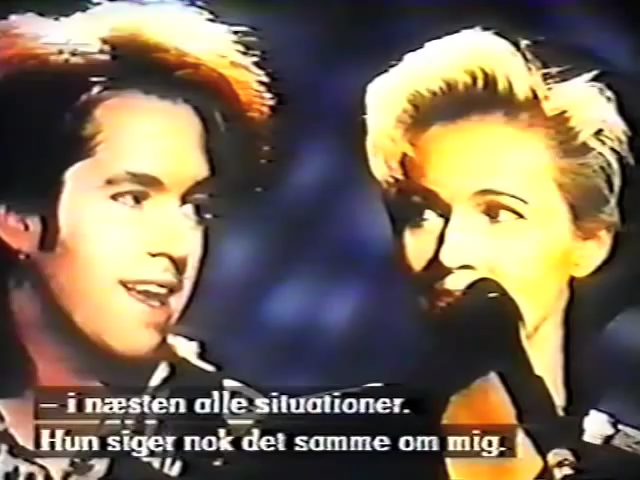 – i næsten alle situationer.
Hun siger nok det samme om mig.